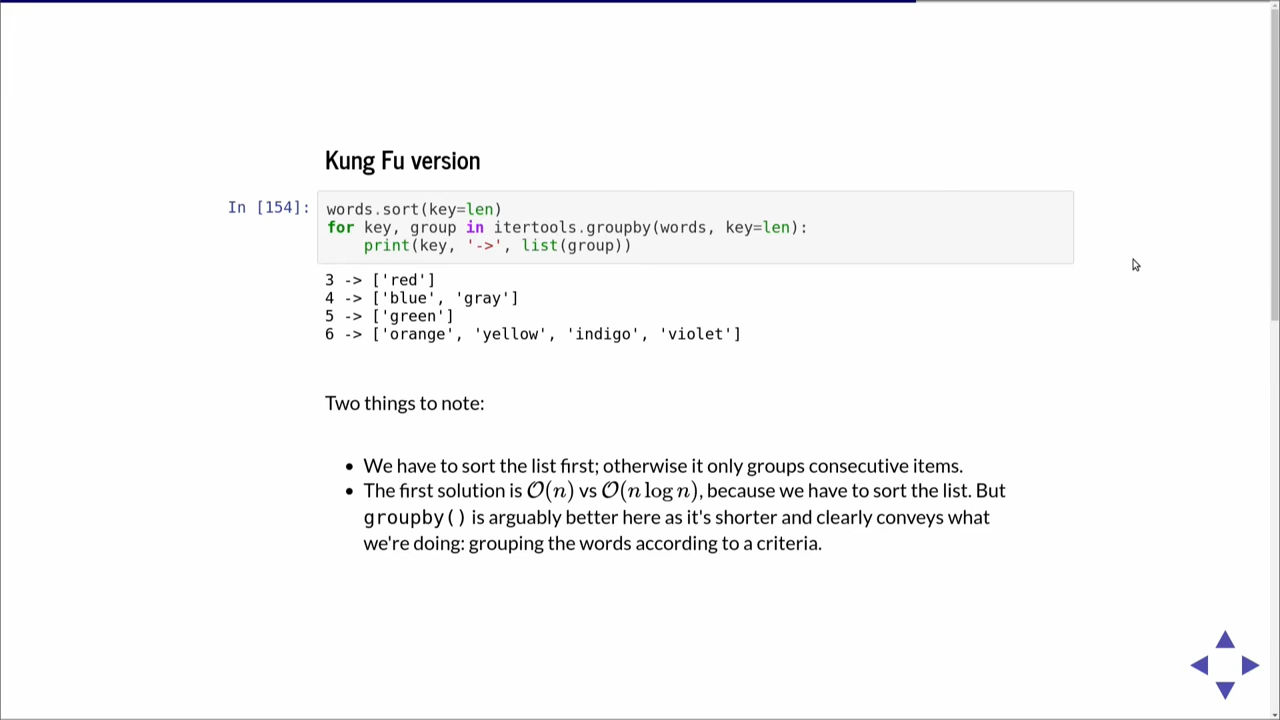 Kung Fu version
In [154]:
words.sort(key=len)
for key, group in itertools.groupby(words, key=len):
    print(key, '->', list(group))
3 -> ['red']
4 -> ['blue', 'gray']
5 -> ['green']
6 -> ['orange', 'yellow', 'indigo', 'violet']
Two things to note:
• We have to sort the list first; otherwise it only groups consecutive items.
• The first solution is 𝒪(n) vs 𝒪(n log n), because we have to sort the list. But
groupby() is arguably better here as it's shorter and clearly conveys what
we're doing: grouping the words according to a criteria.